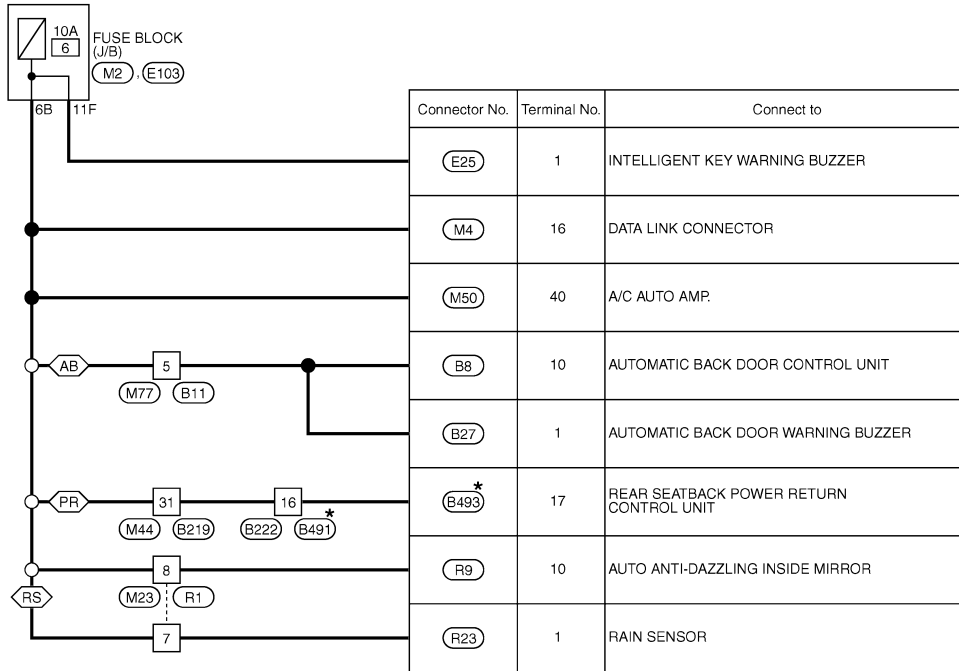 10A
6
FUSE BLOCK
(J/B)
M2 , E103
6B 11F
Connector No. Terminal No. Connect to
E25 1 INTELLIGENT KEY WARNING BUZZER
M4 16 DATA LINK CONNECTOR
M50 40 A/C AUTO AMP.
AB 5 B8 10 AUTOMATIC BACK DOOR CONTROL UNIT
M77 B11
B27 1 AUTOMATIC BACK DOOR WARNING BUZZER
PR 31 16 B493 * 17 REAR SEATBACK POWER RETURN
CONTROL UNIT
M44 B219 B222 B491 *
8 R9 10 AUTO ANTI-DAZZLING INSIDE MIRROR
RS M23 R1
7 R23 1 RAIN SENSOR